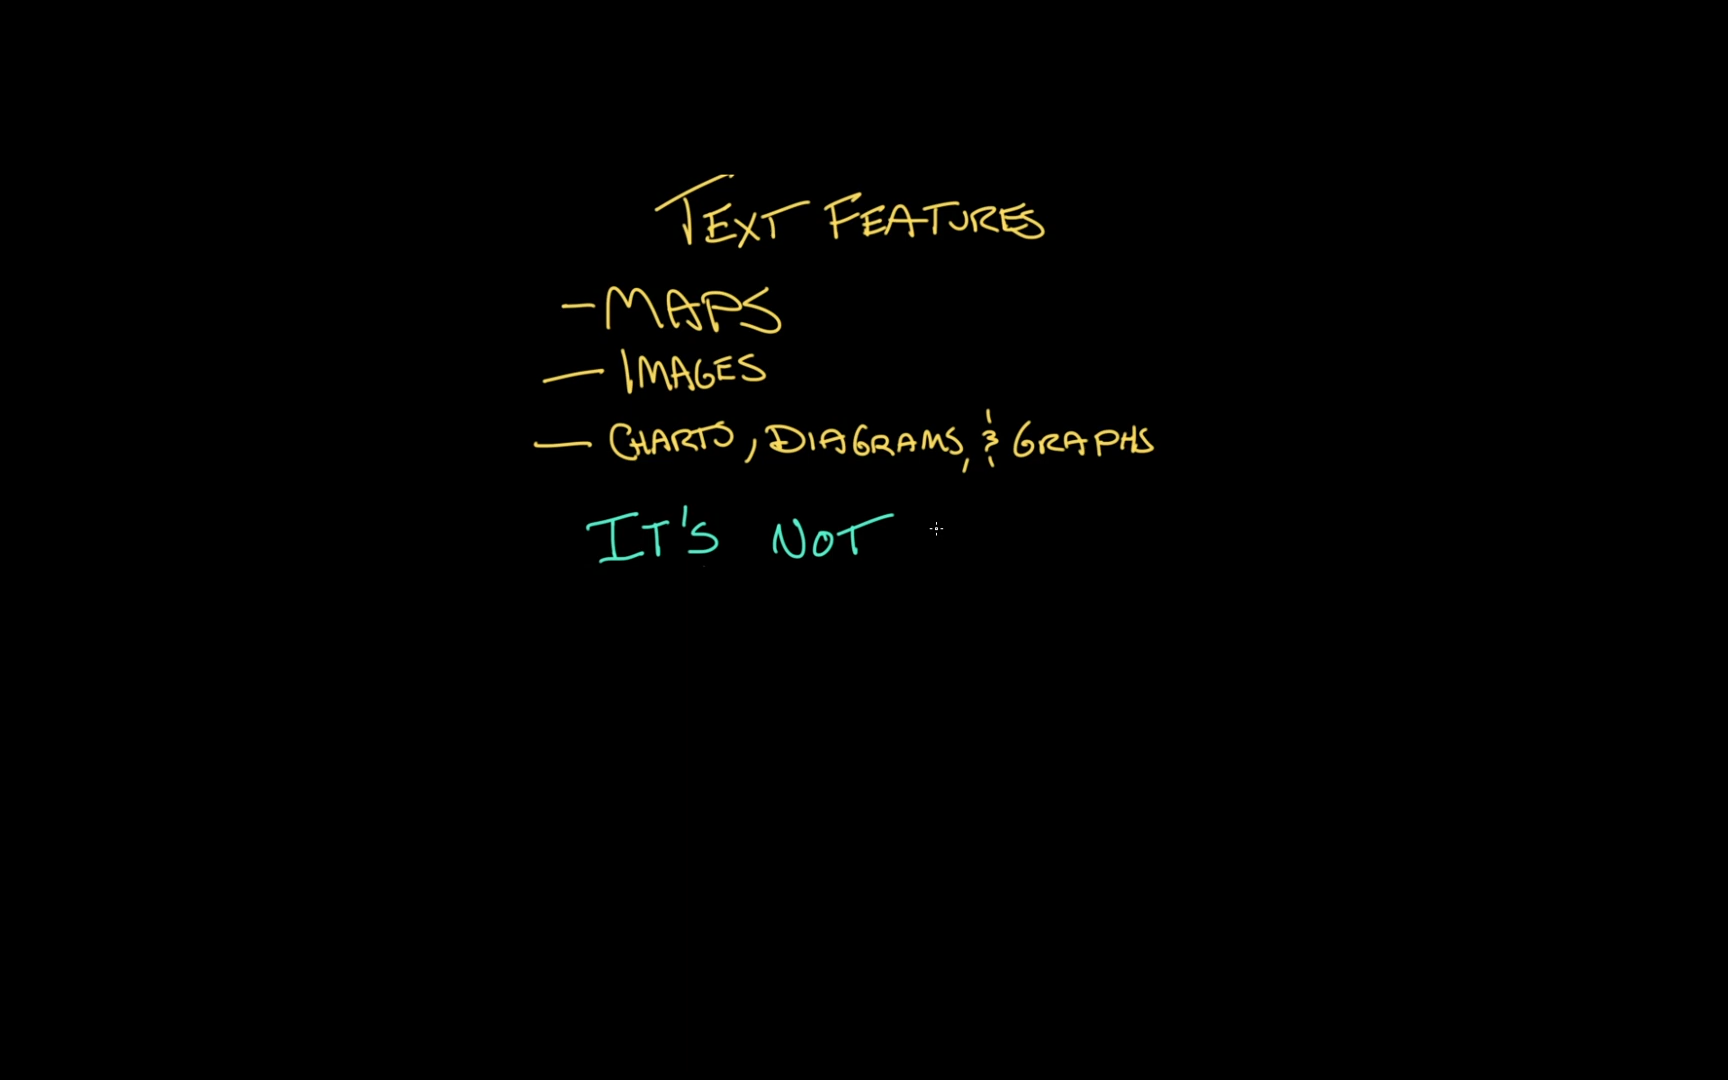 TEXT FEATURES
- MAPS
- IMAGES
- CHARTS, DIAGRAMS, & GRAPHS
IT'S NOT